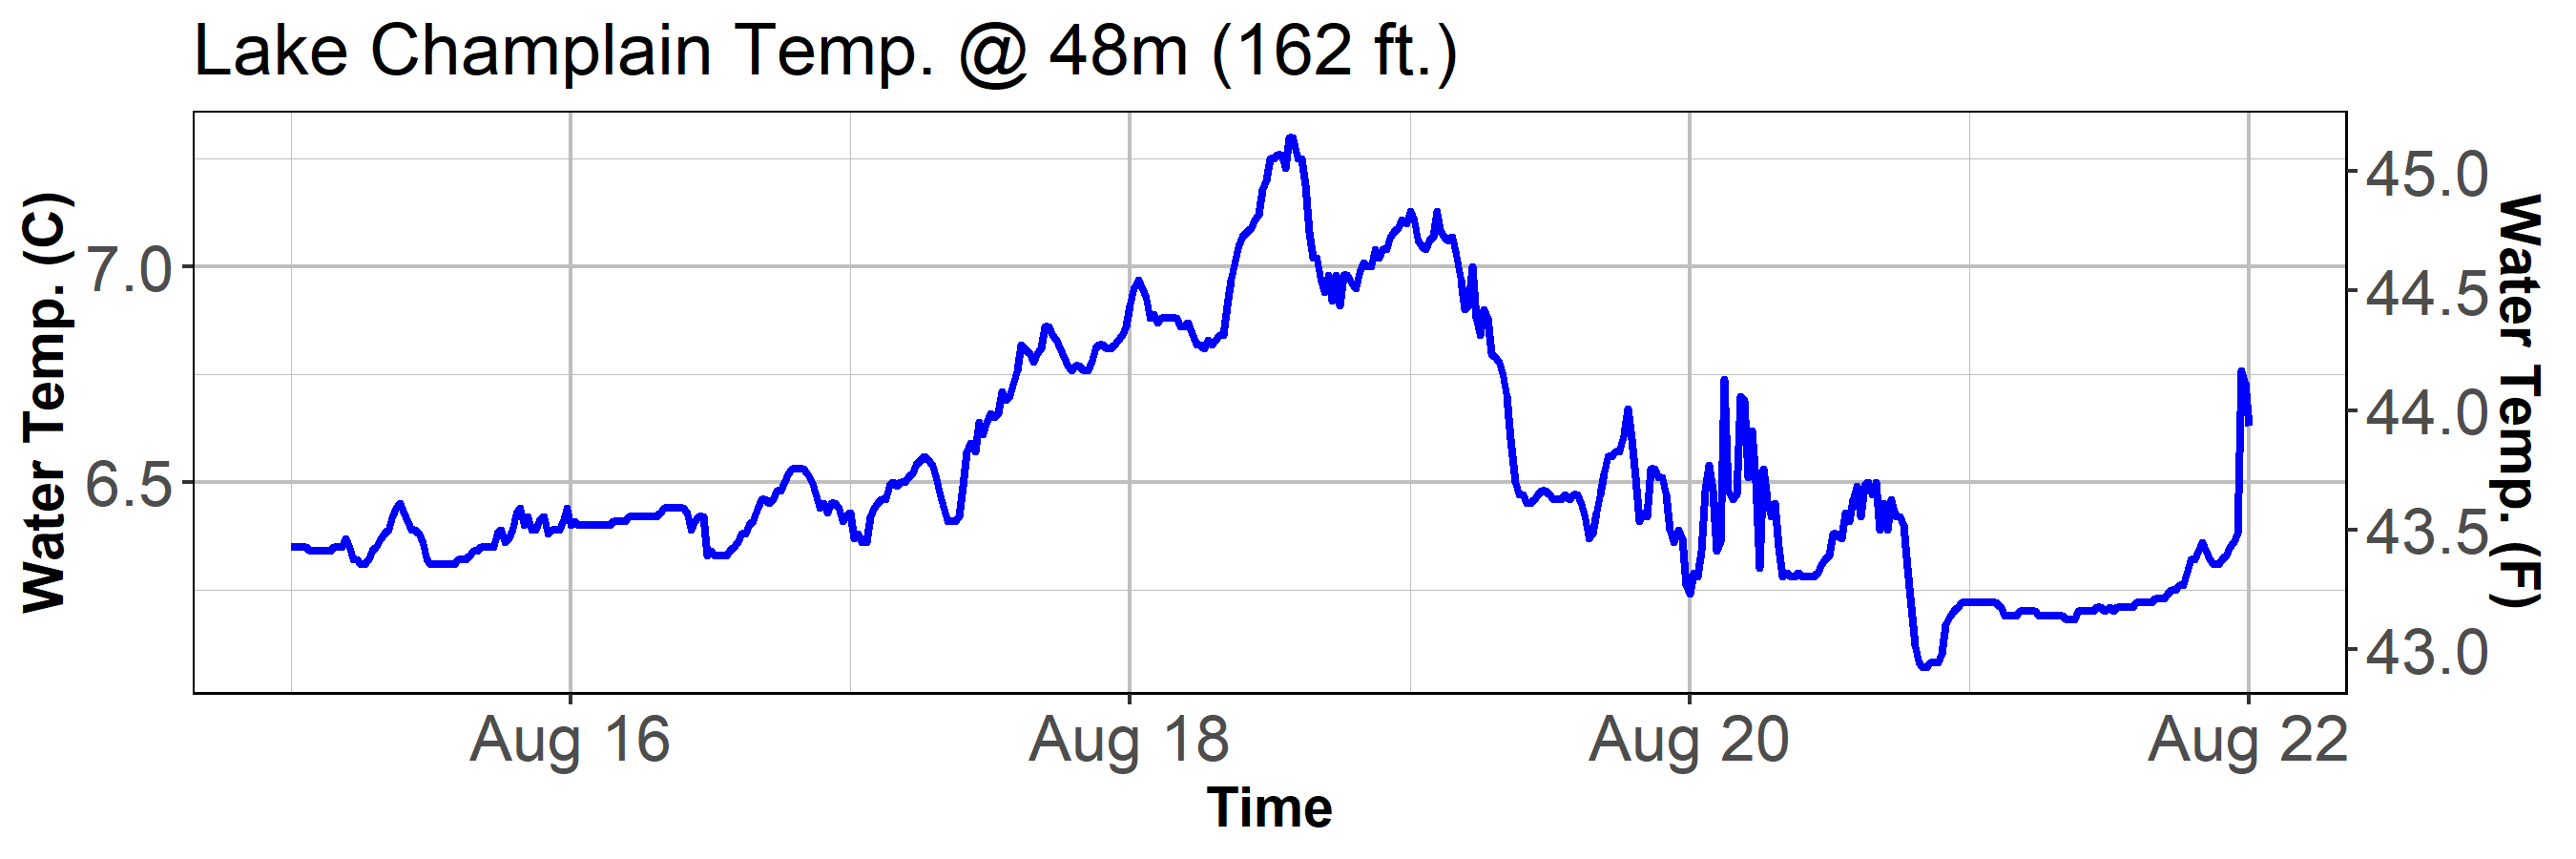 Lake Champlain Temp. @ 48m (162 ft.)
Water Temp. (C)
7.0
6.5
45.0
44.5
44.0
43.5
43.0
Water Temp. (F)
Aug 16
Aug 18
Aug 20
Aug 22
Time